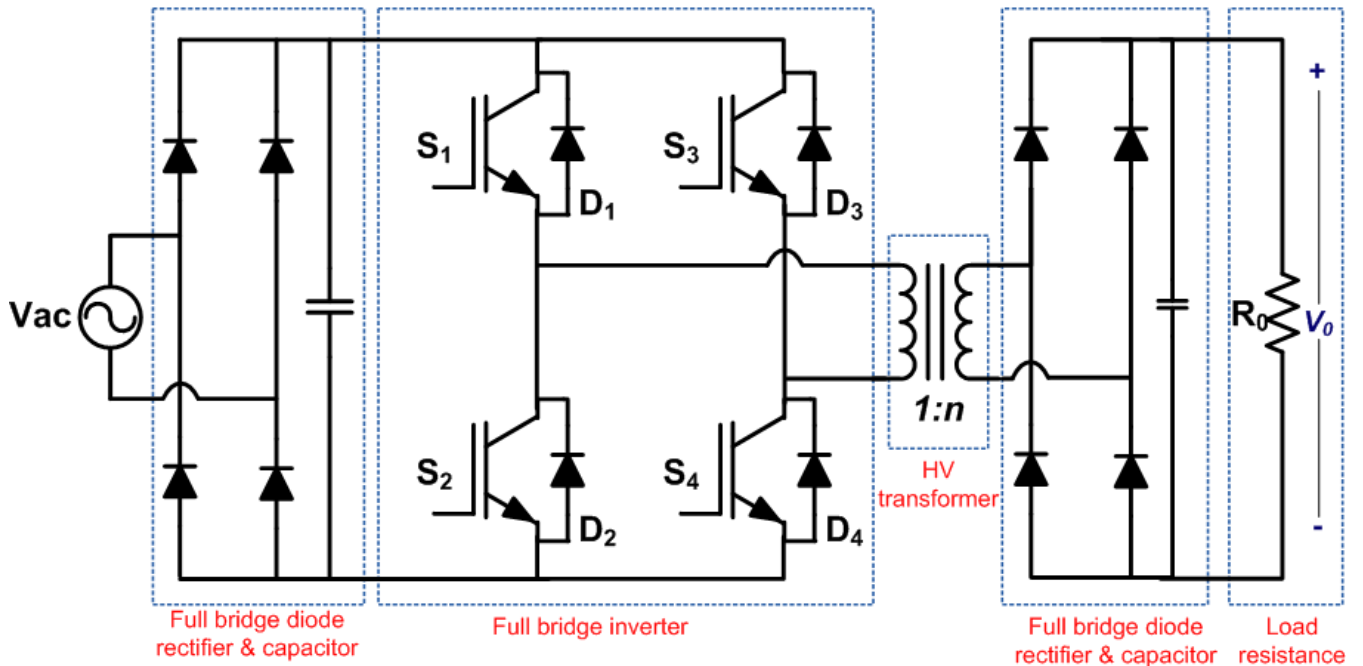 S1
D1
S3
D3
Vac
1:n
R0
V0
+
-
S2
D2
S4
D4
HV
transformer
Full bridge diode
rectifier & capacitor
Full bridge inverter
Full bridge diode
rectifier & capacitor
Load
resistance